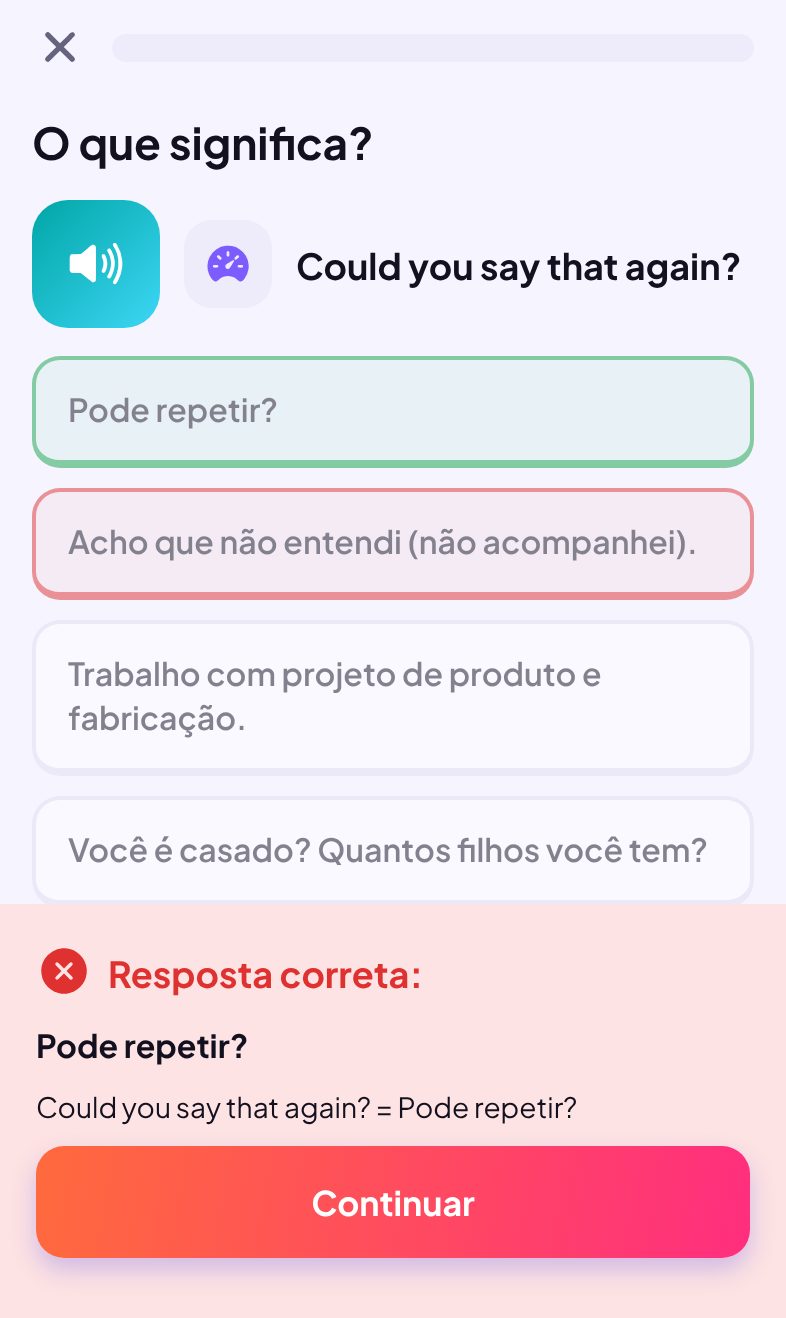 O que significa?
Could you say that again?
Pode repetir?
Acho que não entendi (não acompanhei).
Trabalho com projeto de produto e
fabricação.
Você é casado? Quantos filhos você tem?
Resposta correta:
Pode repetir?
Could you say that again? = Pode repetir?
Continuar